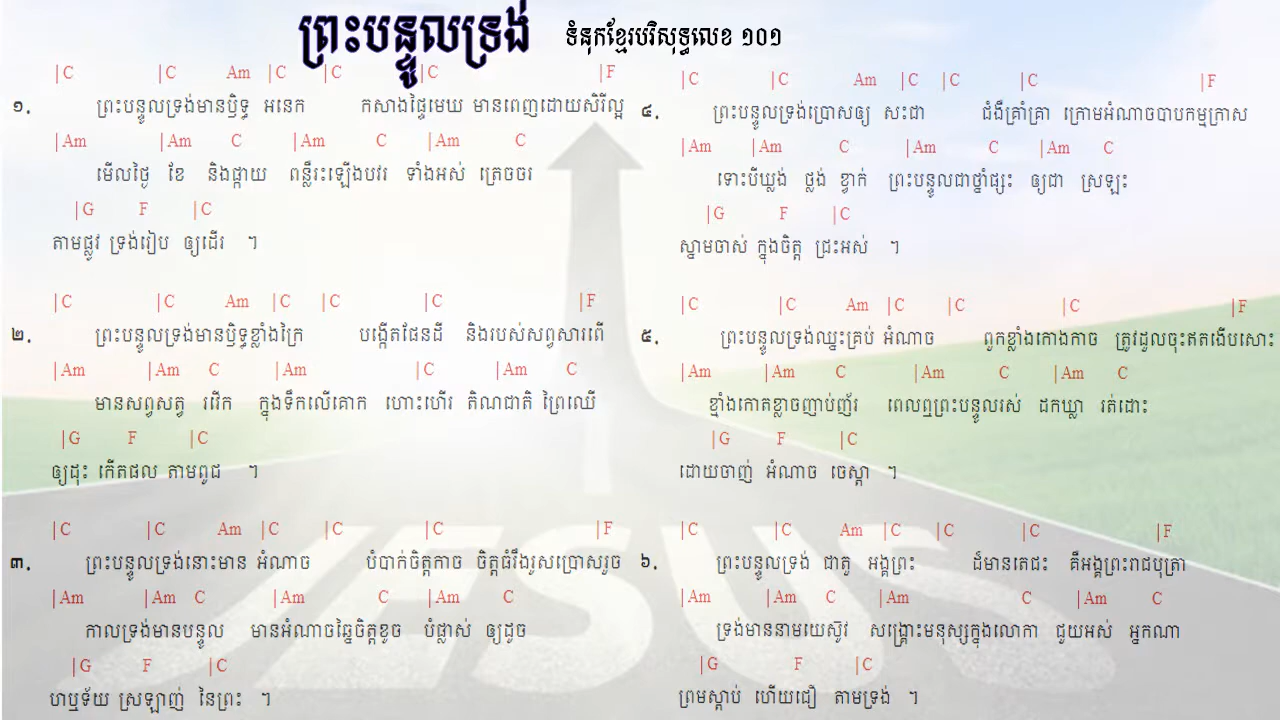 ព្រះបន្ទូលទ្រង់ ទំនុកខ្មែរបរិសុទ្ធលេខ ១០១
|C |C Am |C |C |C |F
១. ព្រះបន្ទូលទ្រង់មានឫទ្ធ អនេក កសាងផ្ទៃមេឃ មានពេញដោយសិរីល្អ
|Am |Am C |Am C |Am C
មើលថ្ងៃ ខែ និងផ្កាយ ពន្លឺរះឡើងបវរ ទាំងអស់ ត្រេចចរ
|G F |C
តាមផ្លូវ ទ្រង់រៀប ឲ្យដើរ ។
|C |C Am |C |C |C |F
២. ព្រះបន្ទូលទ្រង់មានឫទ្ធខ្លាំងក្រៃ បង្កើតផែនដី និងរបស់សព្វសារពើ
|Am |Am C |Am |C |Am C
មានសព្វសត្វ រវើក ក្នុងទឹកលើគោក ហោះហើរ តិណជាតិ ព្រៃឈើ
|G F |C
ឲ្យដុះ កើតផល តាមពូជ ។
|C |C Am |C |C |C |F
៣. ព្រះបន្ទូលទ្រង់នោះមាន អំណាច បំបាក់ចិត្តកាច ចិត្តធំរឹងរូសប្រោសរួច
|Am |Am C |Am C |Am C
កាលទ្រង់មានបន្ទូល មានអំណាចឆ្នៃចិត្តខូច បំផ្លាស់ ឲ្យដូច
|G F |C
ហឬទ័យ ស្រឡាញ់ នៃព្រះ ។
|C |C Am |C |C |C |F
៤. ព្រះបន្ទូលទ្រង់ប្រោសឲ្យ សះជា ជំងឺគ្រាំគ្រា ក្រោមអំណាចបាបកម្មក្រាស
|Am |Am C |Am C |Am C
ទោះបីឃ្លង់ ថ្លង់ ខ្វាក់ ព្រះបន្ទូលជាថ្នាំផ្សះ ឲ្យជា ស្រឡះ
|G F |C
ស្នាមចាស់ ក្នុងចិត្ត ជ្រះអស់ ។
|C |C Am |C |C |C |F
៥. ព្រះបន្ទូលទ្រង់ឈ្នះគ្រប់ អំណាច ពួកខ្លាំងកោងកាច ត្រូវដួលចុះឥតងើបសោះ
|Am |Am C |Am C |Am C
ខ្មាំងកោតខ្លាចញាប់ញ័រ ពេលឮព្រះបន្ទូលរស់ ដកឃ្លា រត់ដោះ
|G F |C
ដោយចាញ់ អំណាច ចេស្តា ។
|C |C Am |C |C |C |F
៦. ព្រះបន្ទូលទ្រង់ ជាតួ អង្គព្រះ ដ៏មានតេជះ គឺអង្គព្រះរាជបុត្រា
|Am |Am C |Am C |Am C
ទ្រង់មាននាមយេស៊ូវ សង្គ្រោះមនុស្សក្នុងលោកា ជួយអស់ អ្នកណា
|G F |C
ព្រមស្តាប់ ហើយជឿ តាមទ្រង់ ។
JESUS